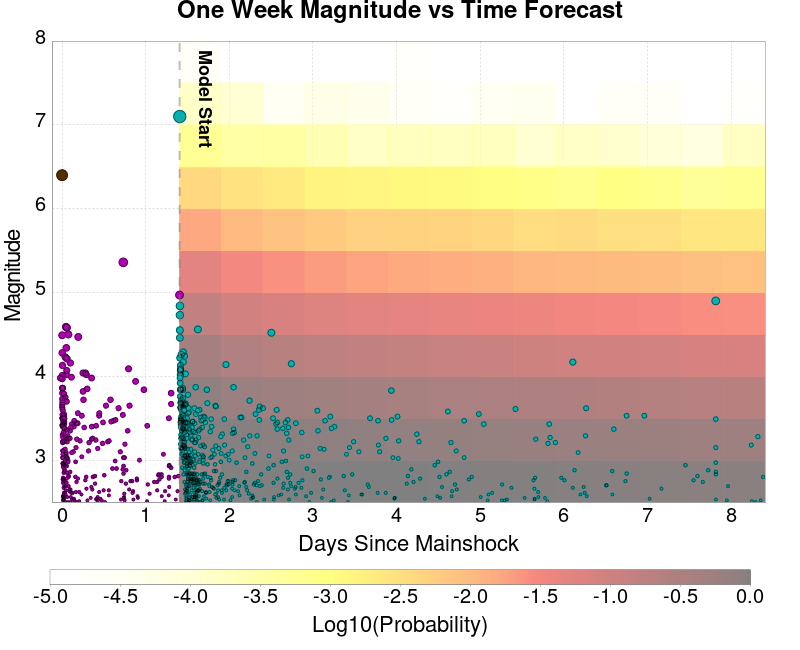 One Week Magnitude vs Time Forecast
8
7
6
5
4
3
Magnitude
Model Start
0 1 2 3 4 5 6 7 8
Days Since Mainshock
-5.0 -4.5 -4.0 -3.5 -3.0 -2.5 -2.0 -1.5 -1.0 -0.5 0.0
Log10(Probability)